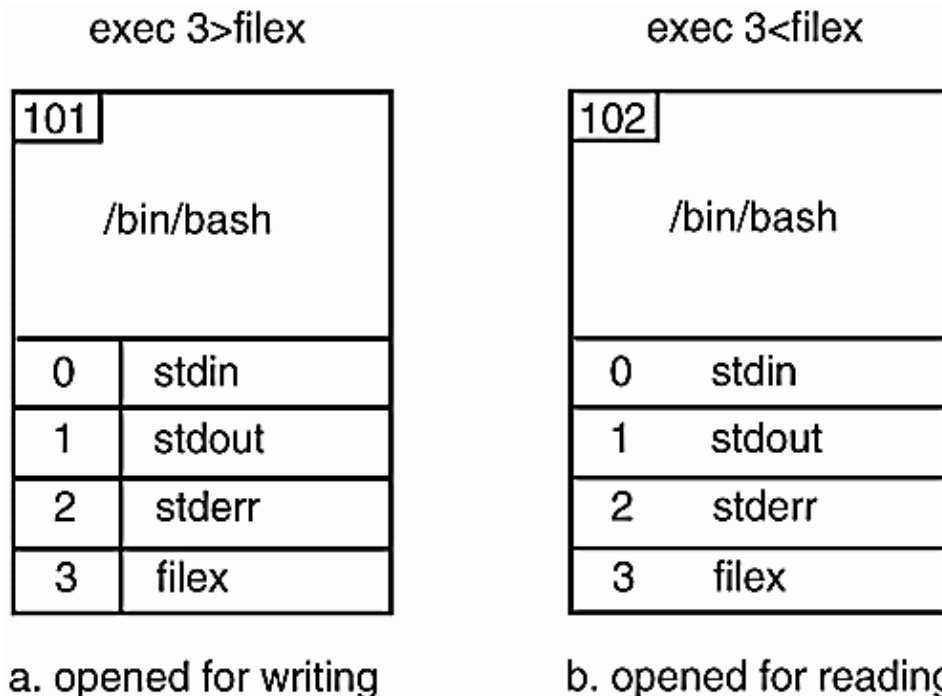 exec 3>filex
101
/bin/bash
0 stdin
1 stdout
2 stderr
3 filex
a. opened for writing
exec 3<filex
102
/bin/bash
0 stdin
1 stdout
2 stderr
3 filex
b. opened for reading